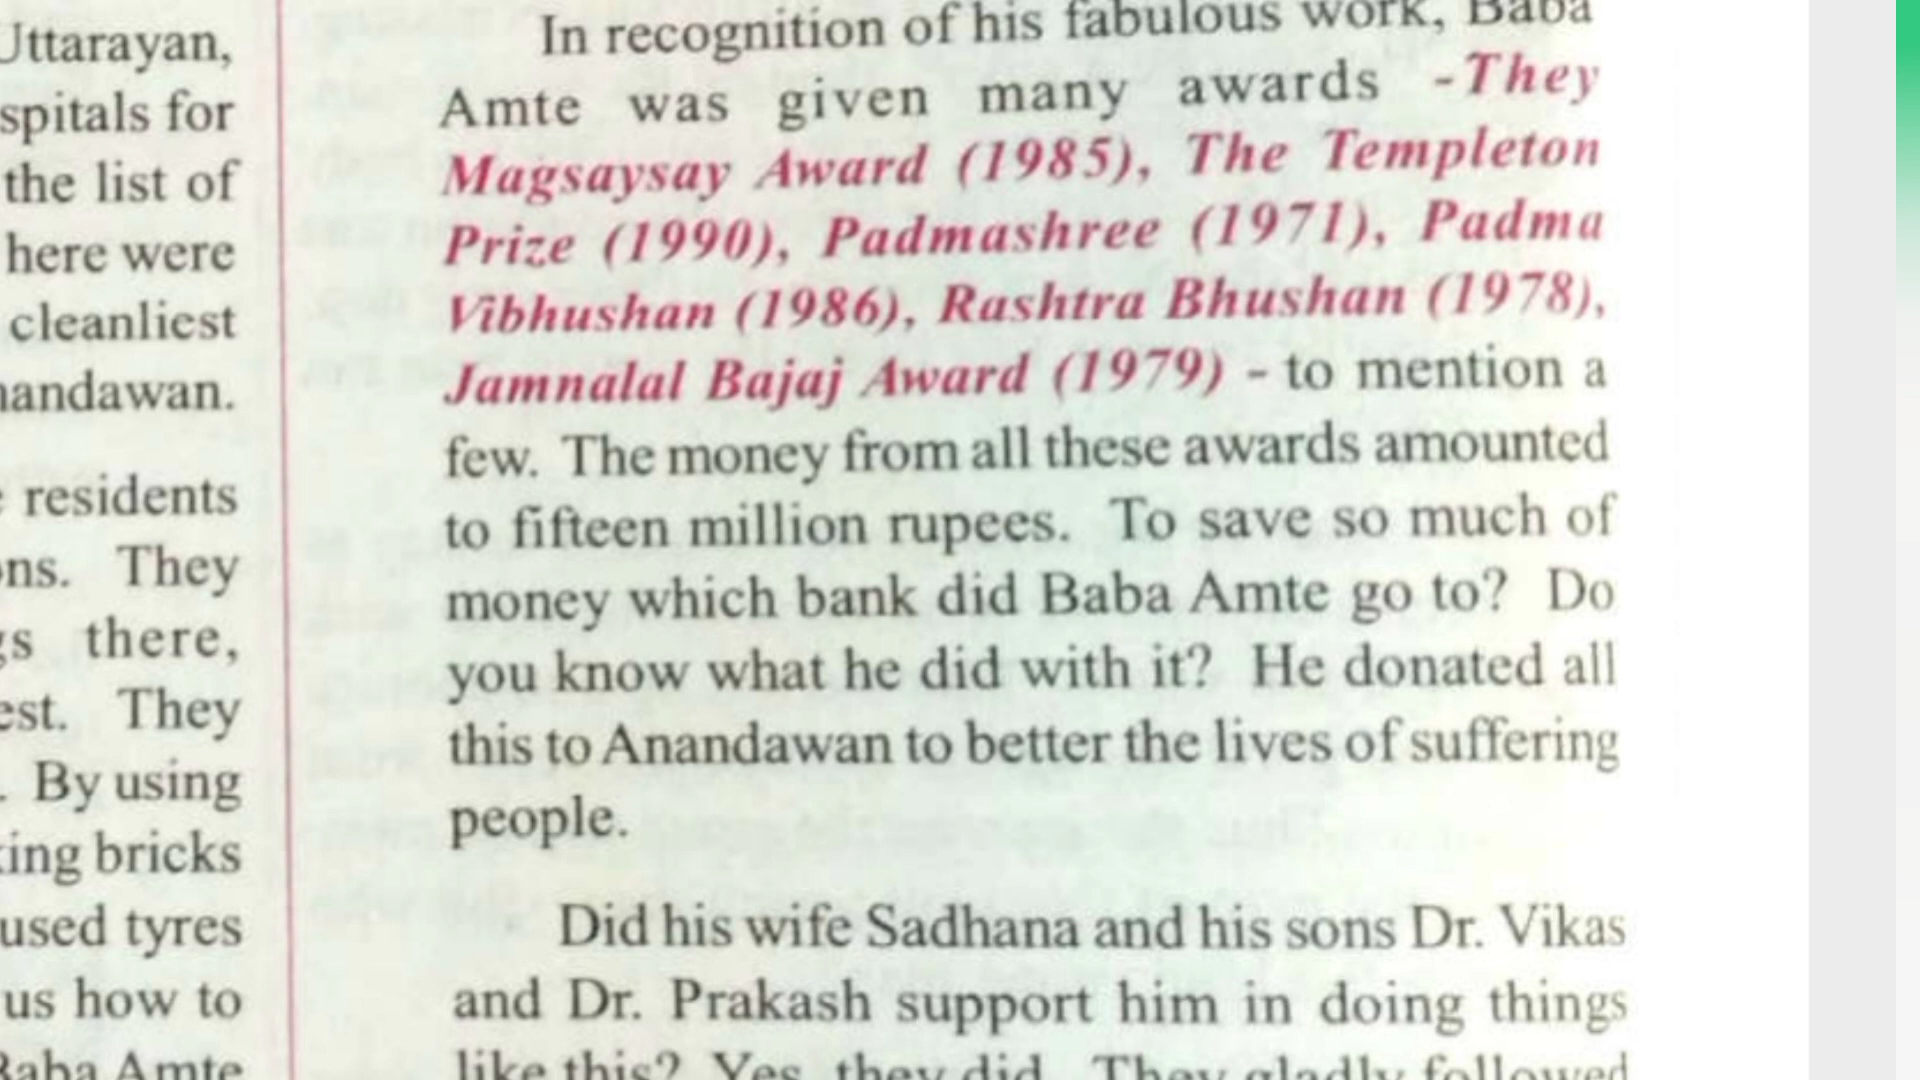 Uttarayan,
spitals for
the list of
here were
cleanliest
nandawan.
residents
ons. They
gs there,
est. They
. By using
king bricks
used tyres
us how to
Baba Amte
In recognition of his fabulous work, Baba
Amte was given many awards -They
Magsaysay Award (1985), The Templeton
Prize (1990), Padmashree (1971), Padma
Vibhushan (1986), Rashtra Bhushan (1978),
Jamnalal Bajaj Award (1979) - to mention a
few. The money from all these awards amounted
to fifteen million rupees. To save so much of
money which bank did Baba Amte go to? Do
you know what he did with it? He donated all
this to Anandawan to better the lives of suffering
people.
Did his wife Sadhana and his sons Dr. Vikas
and Dr. Prakash support him in doing things
like this? Yes, they did. They gladly followed